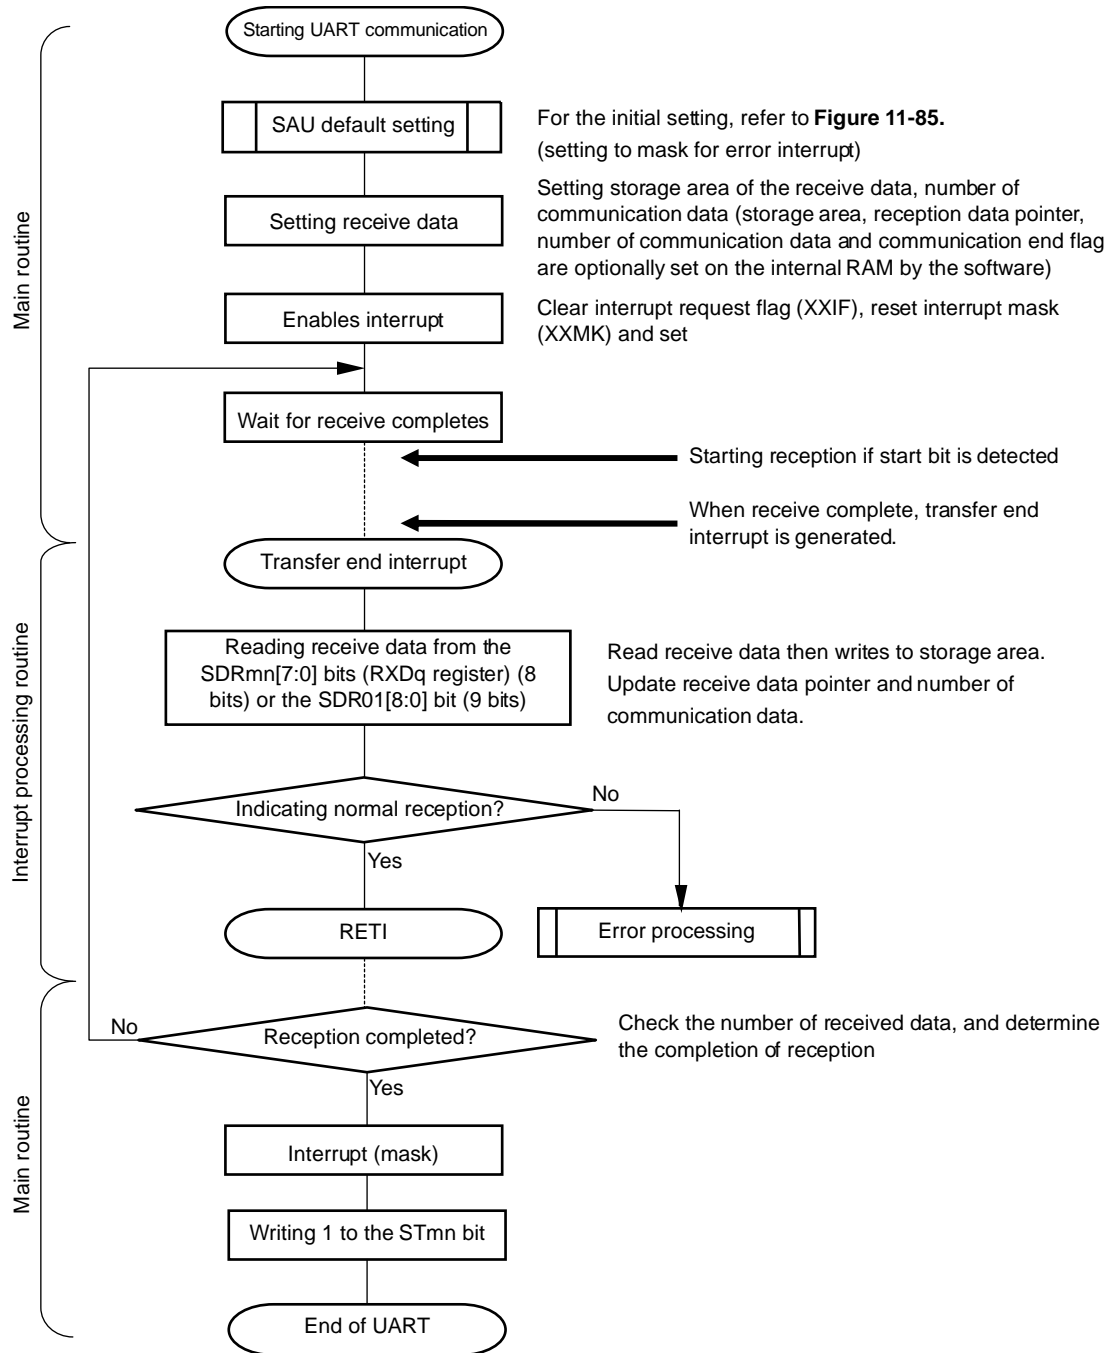 Starting UART communication
SAU default setting
For the initial setting, refer to Figure 11-85.
(setting to mask for error interrupt)
Setting receive data
Setting storage area of the receive data, number of
communication data (storage area, reception data pointer,
number of communication data and communication end flag
are optionally set on the internal RAM by the software)
Main routine
Enables interrupt
Clear interrupt request flag (XXIF), reset interrupt mask
(XXMK) and set
Wait for receive completes
Starting reception if start bit is detected
When receive complete, transfer end
interrupt is generated.
Transfer end interrupt
Reading receive data from the
SDRmn[7:0] bits (RXDq register) (8
bits) or the SDR01[8:0] bit (9 bits)
Read receive data then writes to storage area.
Update receive data pointer and number of
communication data.
Interrupt processing routine
Indicating normal reception?
No
Yes
RETI
Error processing
No
Reception completed?
Check the number of received data, and determine
the completion of reception
Yes
Main routine
Interrupt (mask)
Writing 1 to the STmn bit
End of UART